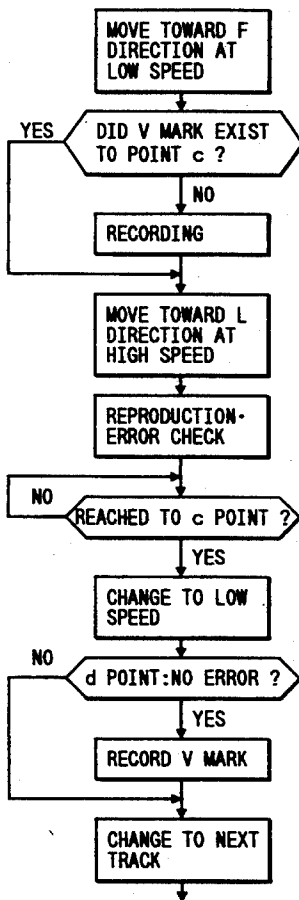 MOVE TOWARD F
DIRECTION AT
LOW SPEED
YES
DID V MARK EXIST
TO POINT c ?
NO
RECORDING
MOVE TOWARD L
DIRECTION AT
HIGH SPEED
REPRODUCTION·
ERROR CHECK
NO
REACHED TO c POINT ?
YES
CHANGE TO LOW
SPEED
NO
d POINT:NO ERROR ?
YES
RECORD V MARK
CHANGE TO NEXT
TRACK